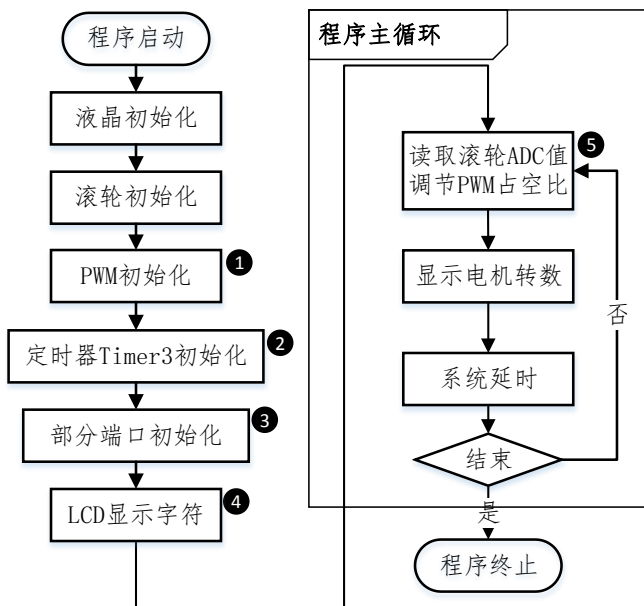 程序启动
液晶初始化
滚轮初始化
PWM初始化
1
定时器Timer3初始化
2
部分端口初始化
3
LCD显示字符
4
程序主循环
读取滚轮ADC值
调节PWM占空比
5
显示电机转数
系统延时
结束
否
是
程序终止